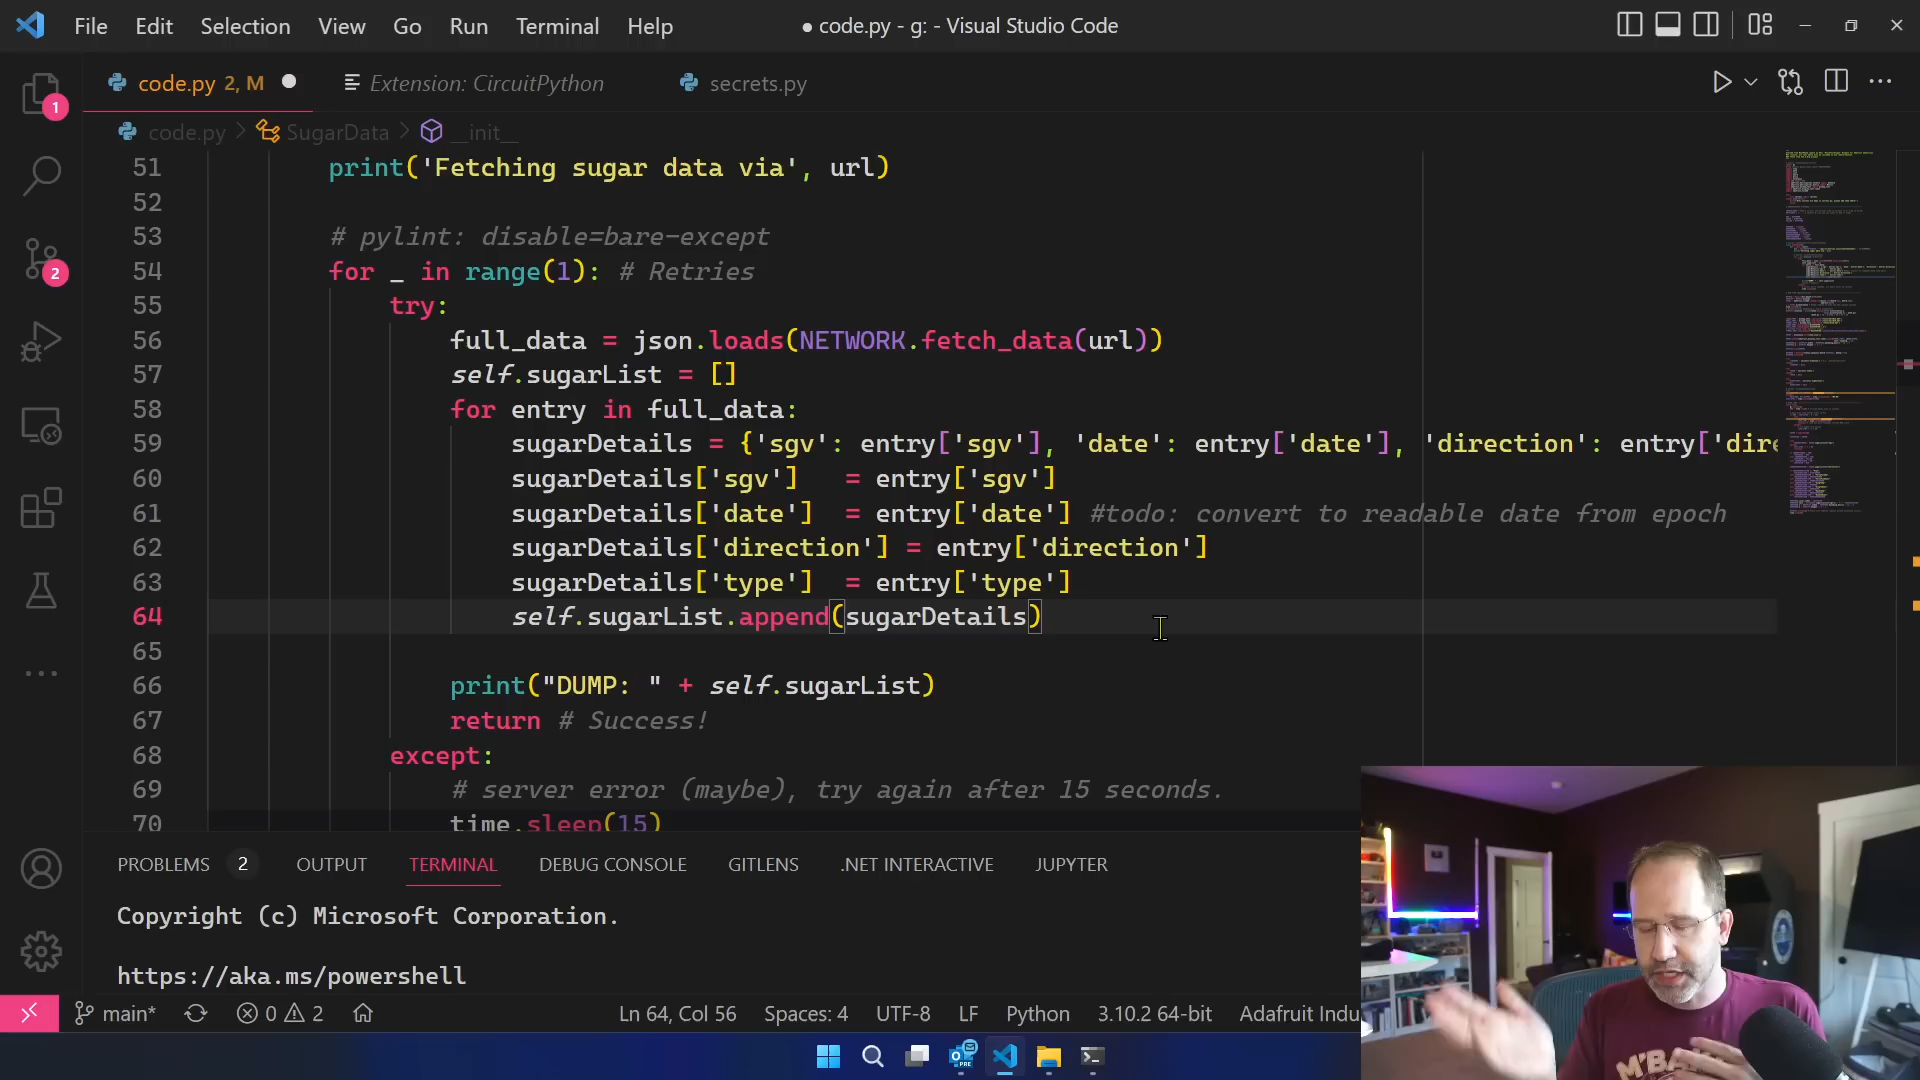 File Edit Selection View Go Run Terminal Help ● code.py - g: - Visual Studio Code
code.py 2, M Extension: CircuitPython secrets.py
1
code.py > SugarData > __init__
51 print('Fetching sugar data via', url)
52
53 # pylint: disable=bare-except
54 for _ in range(1): # Retries
2
55 try:
56 full_data = json.loads(NETWORK.fetch_data(url))
57 self.sugarList = []
58 for entry in full_data:
59 sugarDetails = {'sgv': entry['sgv'], 'date': entry['date'], 'direction': entry['dire
60 sugarDetails['sgv'] = entry['sgv']
61 sugarDetails['date'] = entry['date'] #todo: convert to readable date from epoch
62 sugarDetails['direction'] = entry['direction']
63 sugarDetails['type'] = entry['type']
64 self.sugarList.append(sugarDetails)
65
66 print("DUMP: " + self.sugarList)
67 return # Success!
68 except:
69 # server error (maybe), try again after 15 seconds.
70 time.sleep(15)
PROBLEMS 2 OUTPUT TERMINAL DEBUG CONSOLE GITLENS .NET INTERACTIVE JUPYTER
Copyright (c) Microsoft Corporation.
https://aka.ms/powershell
main* 0 2 Ln 64, Col 56 Spaces: 4 UTF-8 LF Python 3.10.2 64-bit Adafruit Indu
PRE